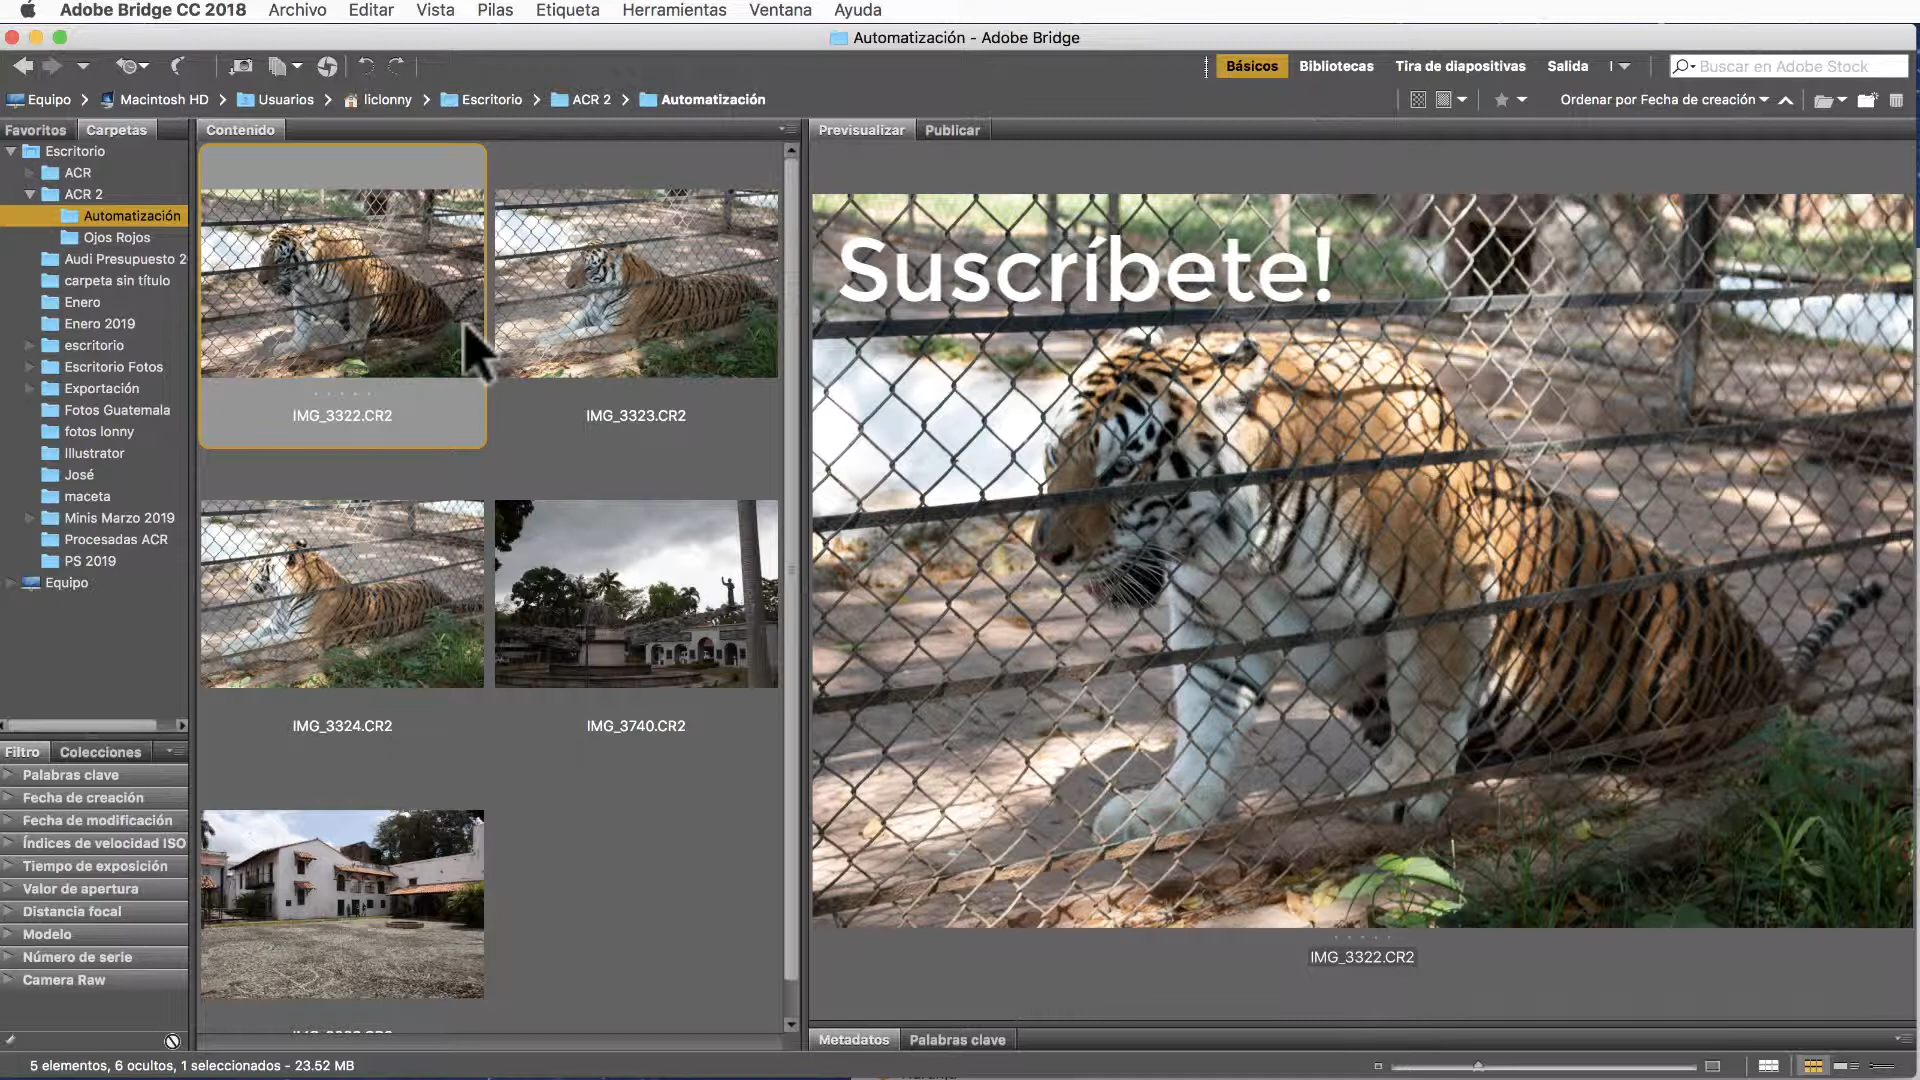 Adobe Bridge CC 2018 Archivo Editar Vista Pilas Etiqueta Herramientas Ventana Ayuda
Automatización - Adobe Bridge
Básicos Bibliotecas Tira de diapositivas Salida Buscar en Adobe Stock
Equipo Macintosh HD Usuarios liclonny Escritorio ACR 2 Automatización Ordenar por Fecha de creación
Favoritos Carpetas Contenido Previsualizar Publicar
Escritorio
ACR
ACR 2
Automatización
Ojos Rojos
Audi Presupuesto 2
carpeta sin título
Enero
Enero 2019
escritorio
Escritorio Fotos
Exportación
Fotos Guatemala
fotos lonny
Illustrator
José
maceta
Minis Marzo 2019
Procesadas ACR
PS 2019
Equipo
Filtro Colecciones
Palabras clave
Fecha de creación
Fecha de modificación
Índices de velocidad ISO
Tiempo de exposición
Valor de apertura
Distancia focal
Modelo
Número de serie
Camera Raw
IMG_3322.CR2 IMG_3323.CR2
IMG_3324.CR2 IMG_3740.CR2
Suscríbete!
IMG_3322.CR2
Metadatos Palabras clave
5 elementos, 6 ocultos, 1 seleccionados - 23.52 MB